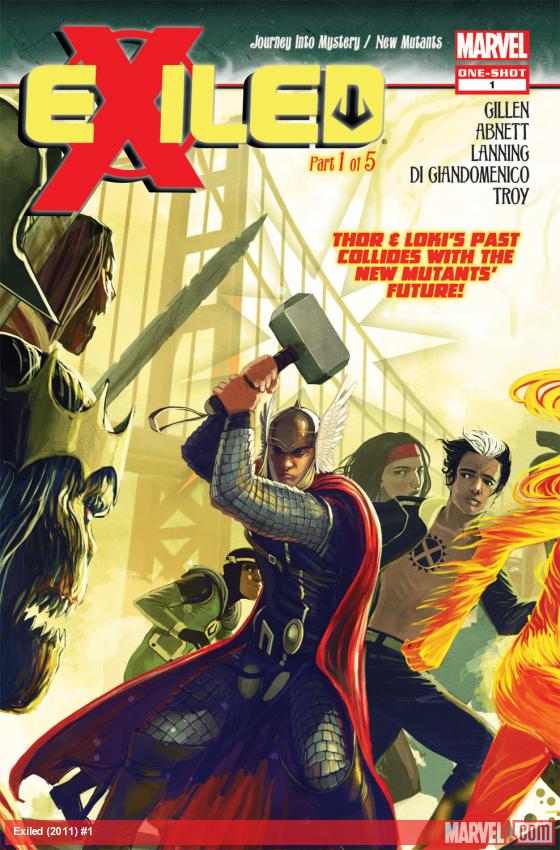 Journey Into Mystery / New Mutants
MARVEL
ONE-SHOT
1
EXILED
Part 1 of 5
GILLEN
ABNETT
LANNING
DI GIANDOMENICO
TROY
THOR & LOKI'S PAST
COLLIDES WITH THE
NEW MUTANTS'
FUTURE!
Exiled (2011) #1
MARVEL.com